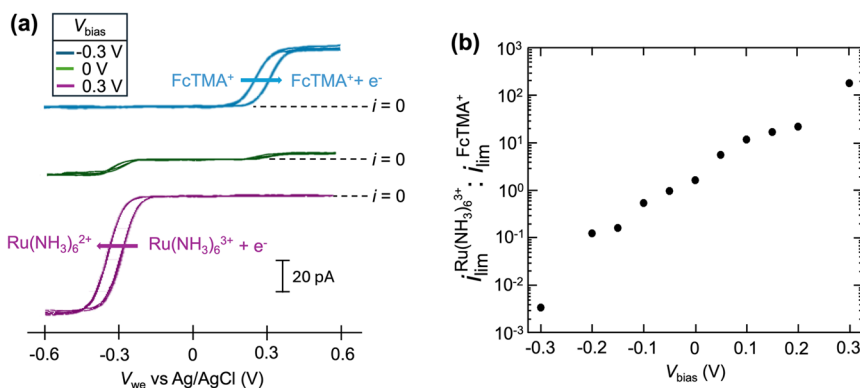 (a)
V_bias
-0.3 V
0 V
0.3 V
FcTMA⁺ FcTMA⁺+ e⁻
i = 0
i = 0
i = 0
Ru(NH₃)₆²⁺ Ru(NH₃)₆³⁺ + e⁻
20 pA
-0.6 -0.3 0 0.3 0.6
V_we vs Ag/AgCl (V)
(b)
i_lim^Ru(NH₃)₆³⁺ : i_lim^FcTMA⁺
10³
10²
10¹
10⁰
10⁻¹
10⁻²
10⁻³
-0.3 -0.2 -0.1 0 0.1 0.2 0.3
V_bias (V)